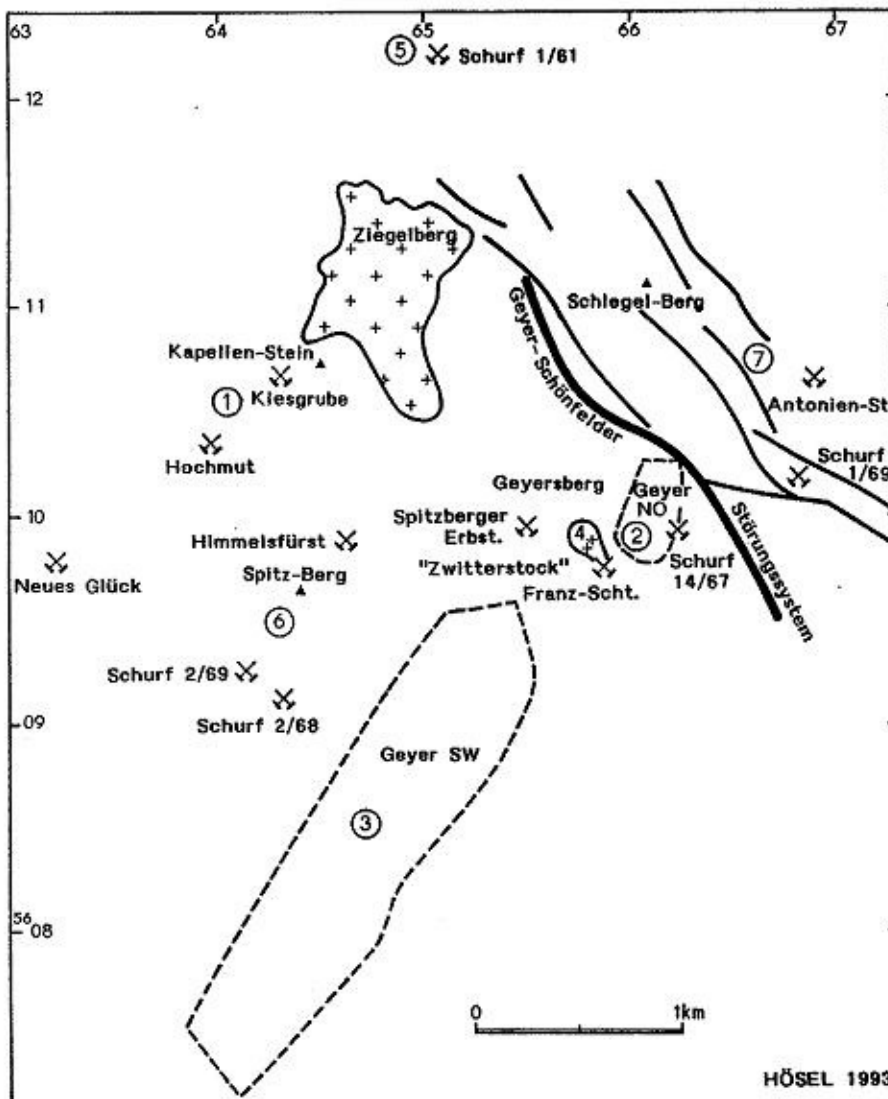 63 64 65 66 67
5 Schurf 1/61
12
Ziegelberg
11
Schlegel-Berg
Geyer-Schönfelder
Störungssystem
Kapellen-Stein
7
1 Kiesgrube
Antonien-St
Hochmut
Schurf
1/69
Geyersberg
Geyer
NO
10
Spitzberger
Erbst.
4
2
Himmelsfürst
"Zwitterstock"
Schurf
14/67
Neues Glück
Spitz-Berg
Franz-Scht.
6
Schurf 2/69
Schurf 2/68
09
Geyer SW
3
56 08
0 1km
HÖSEL 1993